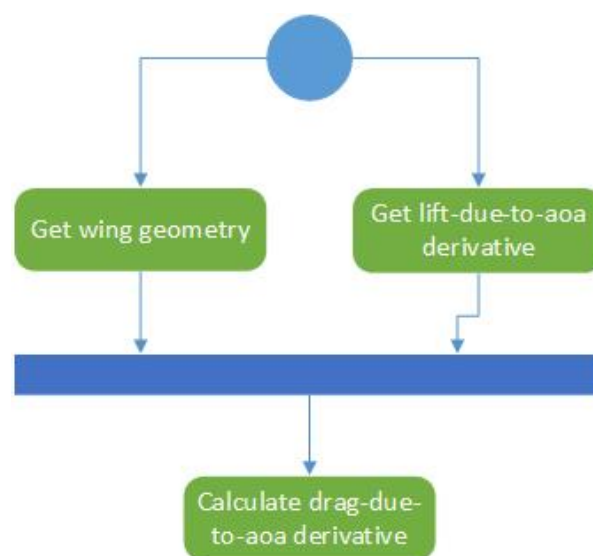 Get wing geometry
Get lift-due-to-aoa
derivative
Calculate drag-due-
to-aoa derivative